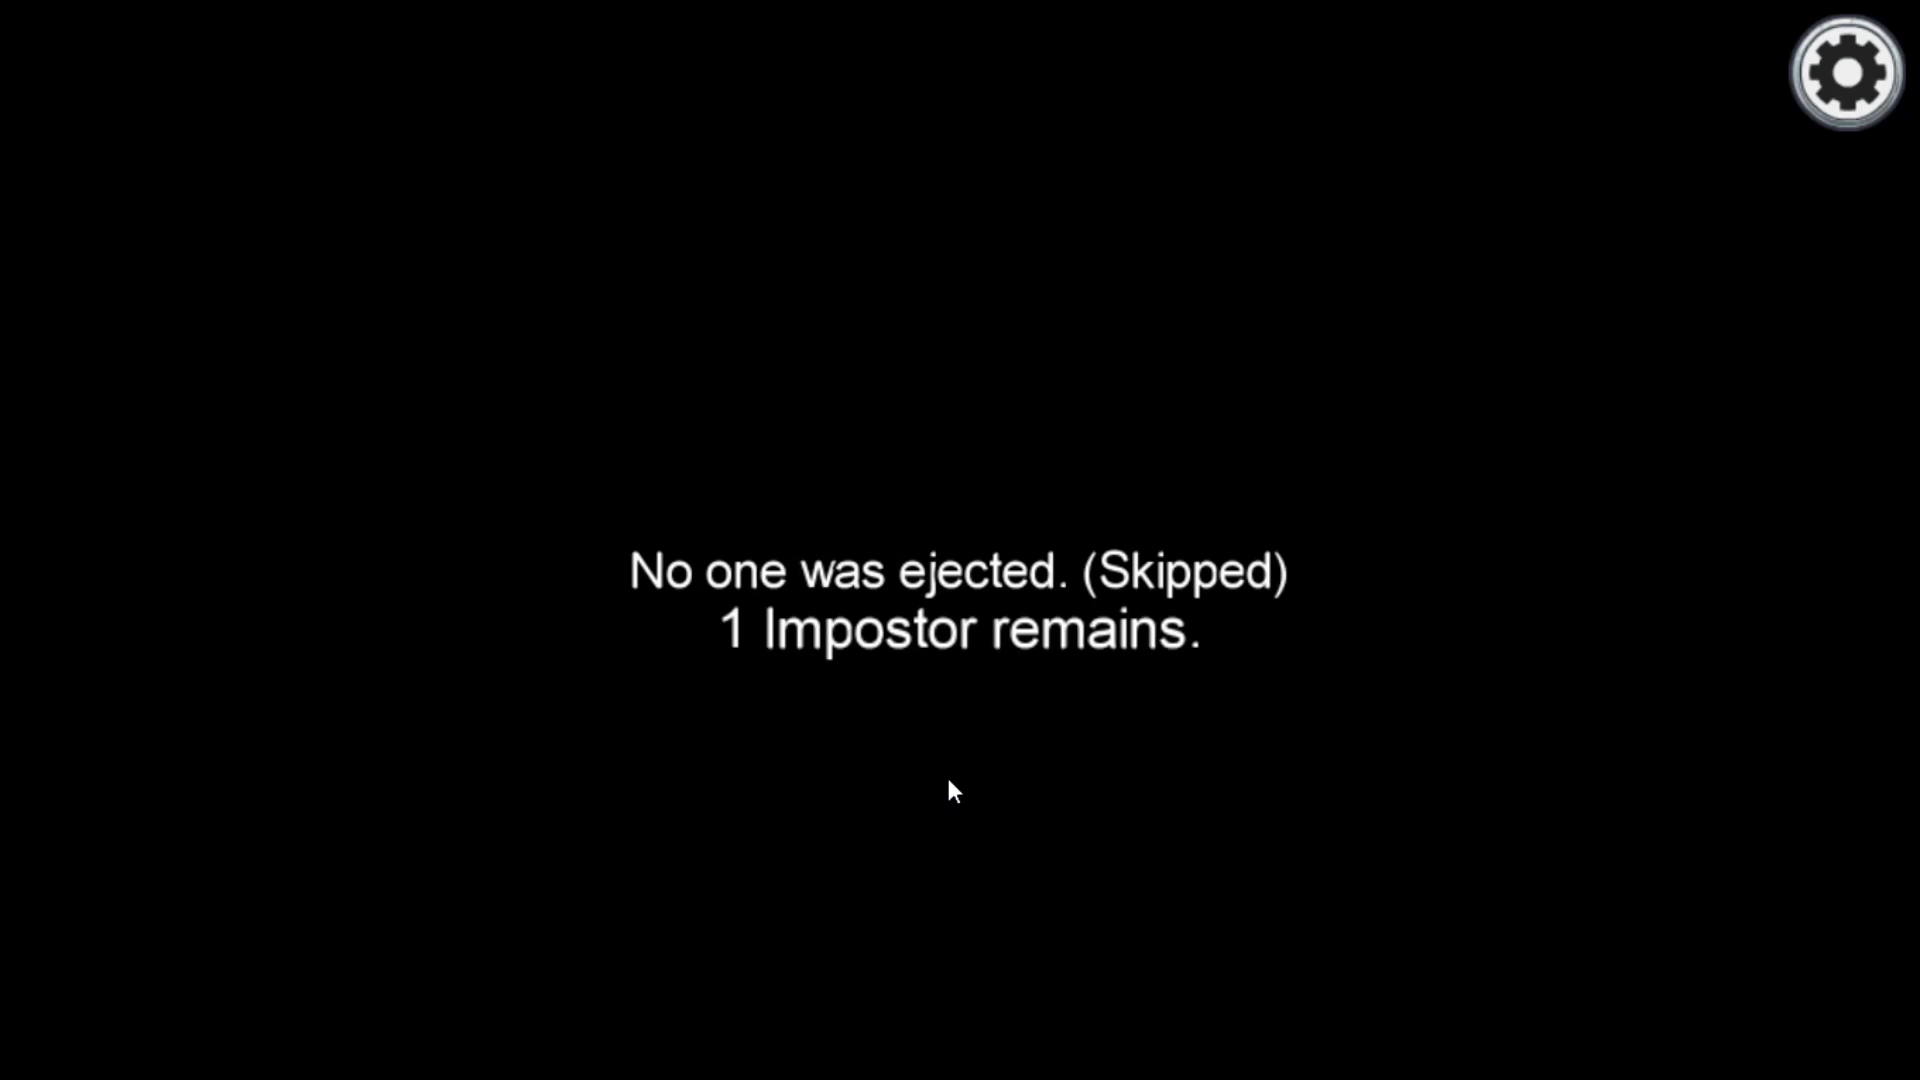 No one was ejected. (Skipped)
1 Impostor remains.